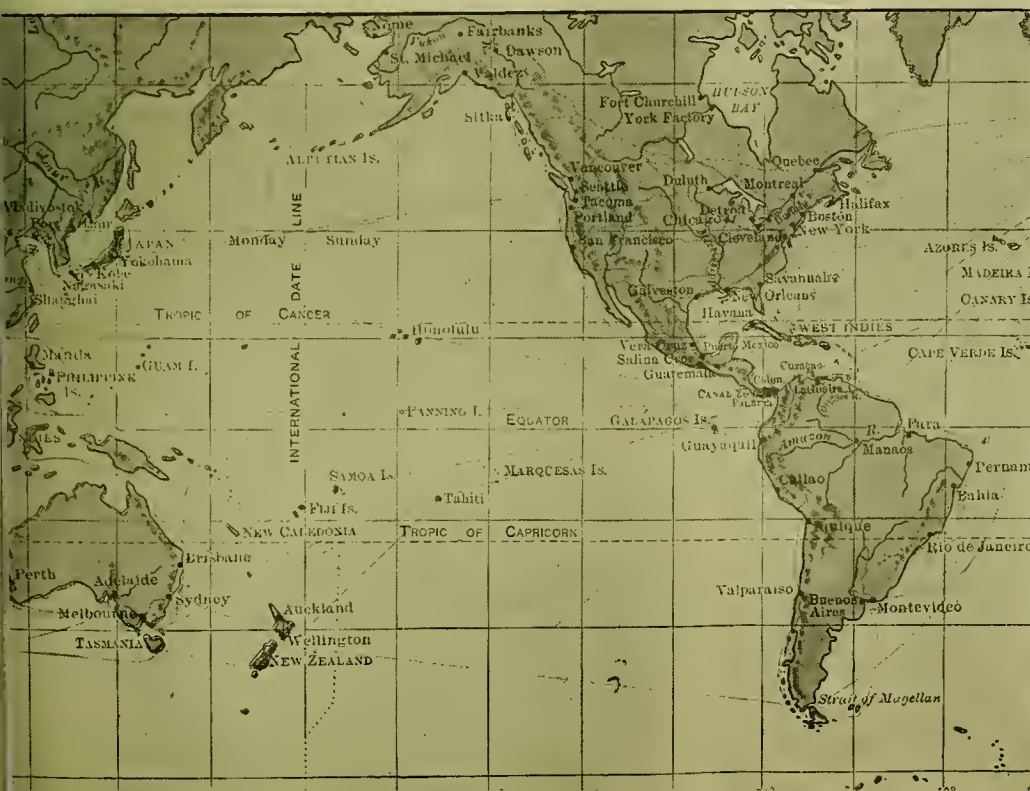 Nome
Fairbanks
Yukon
Dawson
St. Michael
Valdez
Sitka
HUDSON
BAY
Fort Churchill
York Factory
ALEUTIAN IS.
Vancouver
Seattle
Tacoma
Portland
San Francisco
Duluth
Quebec
Montreal
Halifax
Detroit
Chicago
Boston
New York
Cleveland
Amur
R.
Vladivostok
JAPAN
Yokohama
Kobe
Nagasaki
Shanghai
Monday
Sunday
INTERNATIONAL DATE LINE
AZORES IS.
MADEIRA
CANARY IS
CAPE VERDE IS.
Savannah
Galveston
New Orleans
Havana
TROPIC OF CANCER
Honolulu
WEST INDIES
Vera Cruz
Puerto Mexico
Salina Cruz
Guatemala
Curacao
Colon
CANAL ZONE
Manila
PHILIPPINE
IS.
GUAM I.
FANNING I.
EQUATOR
GALAPAGOS IS.
Guayaquil
Amazon R.
Para
Manaos
Pernam
Bahia
Callao
SAMOA IS.
MARQUESAS IS.
FIJI IS.
Tahiti
NEW CALEDONIA
TROPIC OF CAPRICORN
Iquique
Rio de Janeiro
Brisbane
Perth
Adelaide
Sydney
Melbourne
TASMANIA
Auckland
Wellington
NEW ZEALAND
Valparaiso
Buenos
Aires
Montevideo
Strait of Magellan